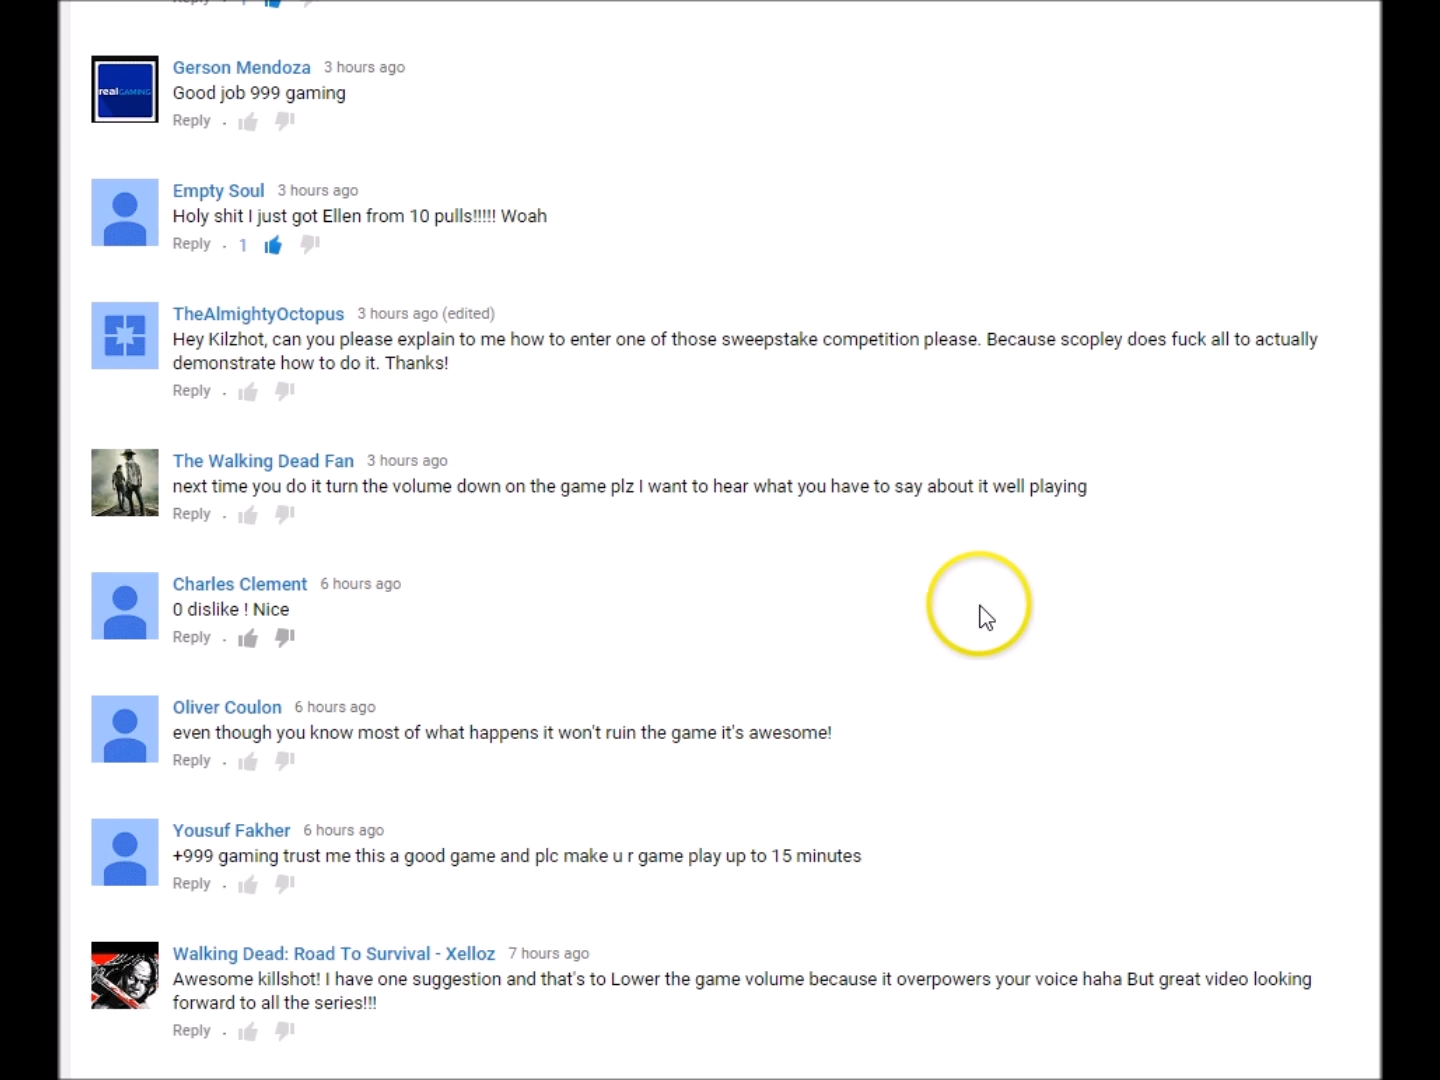 Reply . 1
Gerson Mendoza 3 hours ago
realGAMING
Good job 999 gaming
Reply .
Empty Soul 3 hours ago
Holy shit I just got Ellen from 10 pulls!!!!! Woah
Reply . 1
TheAlmightyOctopus 3 hours ago (edited)
Hey Kilzhot, can you please explain to me how to enter one of those sweepstake competition please. Because scopley does fuck all to actually
demonstrate how to do it. Thanks!
Reply .
The Walking Dead Fan 3 hours ago
next time you do it turn the volume down on the game plz I want to hear what you have to say about it well playing
Reply .
Charles Clement 6 hours ago
0 dislike ! Nice
Reply .
Oliver Coulon 6 hours ago
even though you know most of what happens it won't ruin the game it's awesome!
Reply .
Yousuf Fakher 6 hours ago
+999 gaming trust me this a good game and plc make u r game play up to 15 minutes
Reply .
Walking Dead: Road To Survival - Xelloz 7 hours ago
Awesome killshot! I have one suggestion and that's to Lower the game volume because it overpowers your voice haha But great video looking
forward to all the series!!!
Reply .